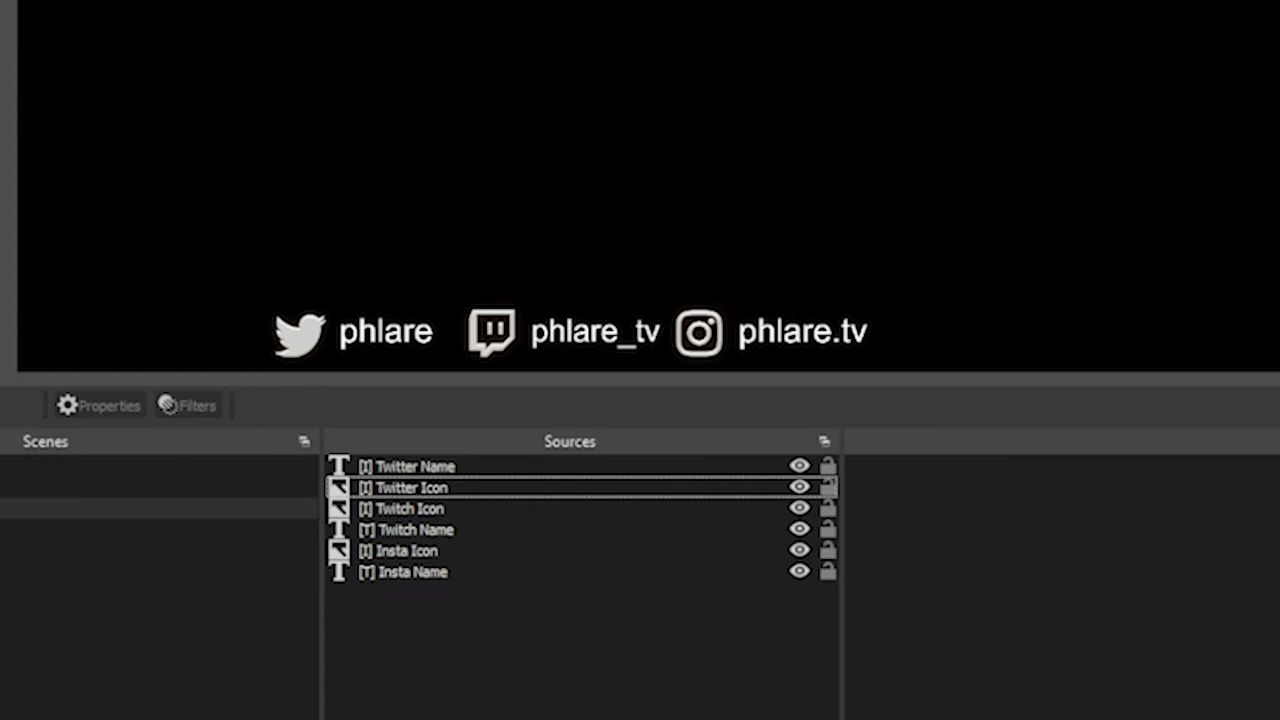 phlare phlare_tv phlare.tv
Properties Filters
Scenes Sources
[I] Twitter Name
[I] Twitter Icon
[I] Twitch Icon
[T] Twitch Name
[I] Insta Icon
[T] Insta Name